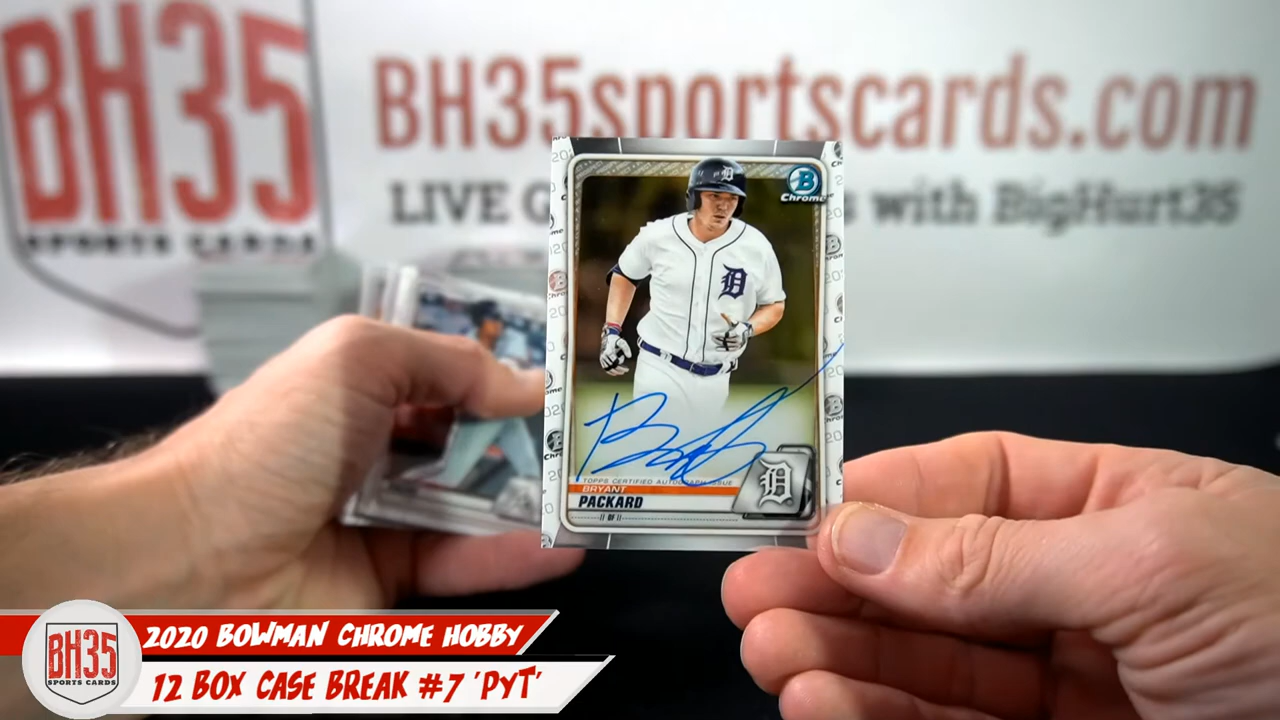 BH35
SPORTS CARDS
BH35sportscards.com
LIVE G s with BigHurt35
B
Chrome
D
TOPPS CERTIFIED AUTOGRAPH ISSUE
BRYANT
PACKARD
// OF //
D
BH35
SPORTS CARDS
2020 BOWMAN CHROME HOBBY
12 BOX CASE BREAK #7 'PYT'